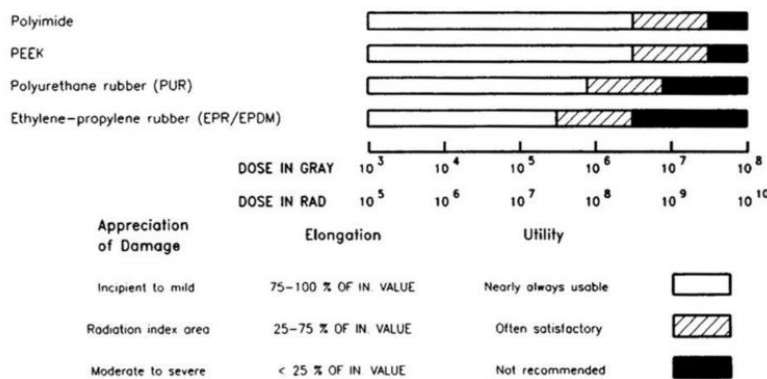 Polyimide
PEEK
Polyurethane rubber (PUR)
Ethylene-propylene rubber (EPR/EPDM)
DOSE IN GRAY 10^3 10^4 10^5 10^6 10^7 10^8
DOSE IN RAD 10^5 10^6 10^7 10^8 10^9 10^10
Appreciation of Damage Elongation Utility
Incipient to mild 75-100 % OF IN. VALUE Nearly always usable
Radiation index area 25-75 % OF IN. VALUE Often satisfactory
Moderate to severe < 25 % OF IN. VALUE Not recommended